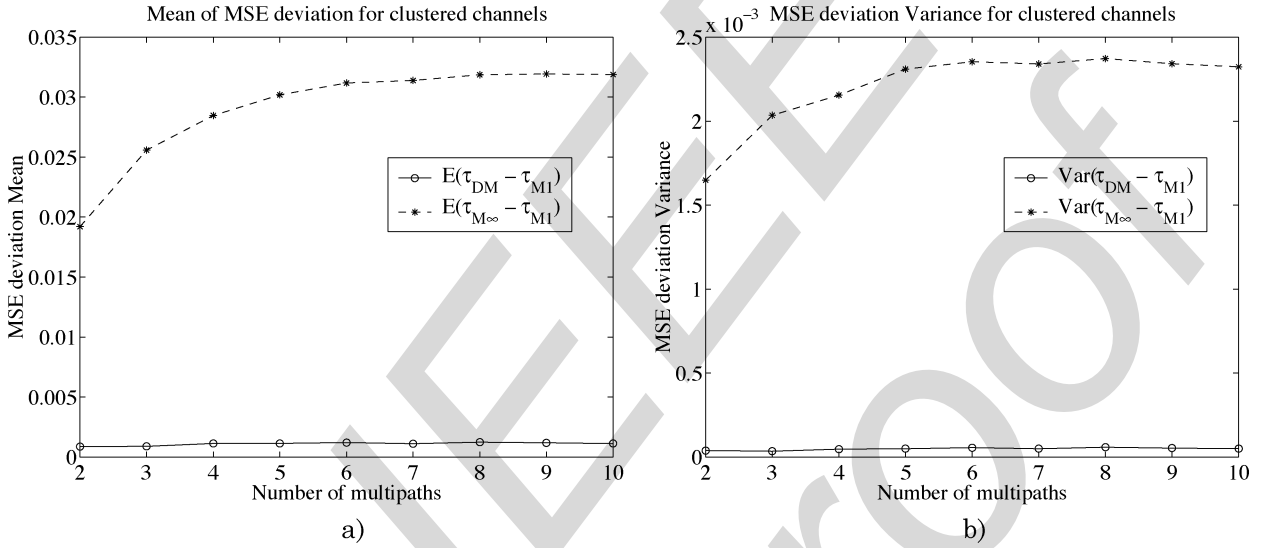 Mean of MSE deviation for clustered channels
0.035
0.03
0.025
0.02
0.015
0.01
0.005
0
MSE deviation Mean
E(τDM − τM1)
E(τM∞ − τM1)
2 3 4 5 6 7 8 9 10
Number of multipaths
a)
x 10−3 MSE deviation Variance for clustered channels
2.5
2
1.5
1
0.5
0
MSE deviation Variance
Var(τDM − τM1)
Var(τM∞ − τM1)
2 3 4 5 6 7 8 9 10
Number of multipaths
b)
IEEE
Proof